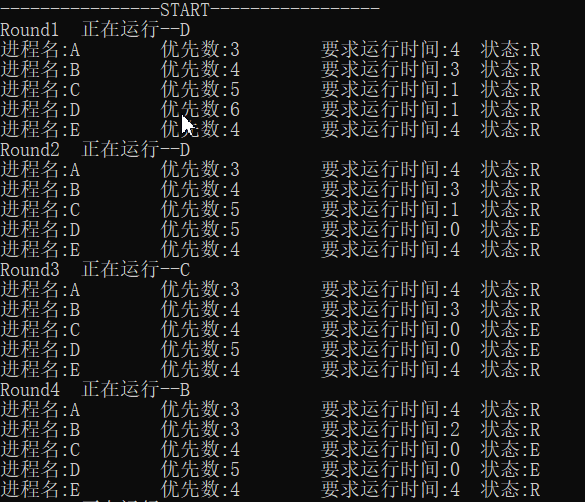 ----------------START-----------------
Round1  正在运行--D
进程名:A        优先数:3        要求运行时间:4  状态:R
进程名:B        优先数:4        要求运行时间:3  状态:R
进程名:C        优先数:5        要求运行时间:1  状态:R
进程名:D        优先数:6        要求运行时间:1  状态:R
进程名:E        优先数:4        要求运行时间:4  状态:R
Round2  正在运行--D
进程名:A        优先数:3        要求运行时间:4  状态:R
进程名:B        优先数:4        要求运行时间:3  状态:R
进程名:C        优先数:5        要求运行时间:1  状态:R
进程名:D        优先数:5        要求运行时间:0  状态:R
进程名:E        优先数:4        要求运行时间:4  状态:R
Round3  正在运行--C
进程名:A        优先数:3        要求运行时间:4  状态:R
进程名:B        优先数:4        要求运行时间:3  状态:R
进程名:C        优先数:4        要求运行时间:0  状态:E
进程名:D        优先数:5        要求运行时间:0  状态:E
进程名:E        优先数:4        要求运行时间:4  状态:R
Round4  正在运行--B
进程名:A        优先数:3        要求运行时间:4  状态:R
进程名:B        优先数:3        要求运行时间:2  状态:R
进程名:C        优先数:4        要求运行时间:0  状态:E
进程名:D        优先数:5        要求运行时间:0  状态:E
进程名:E        优先数:4        要求运行时间:4  状态:R